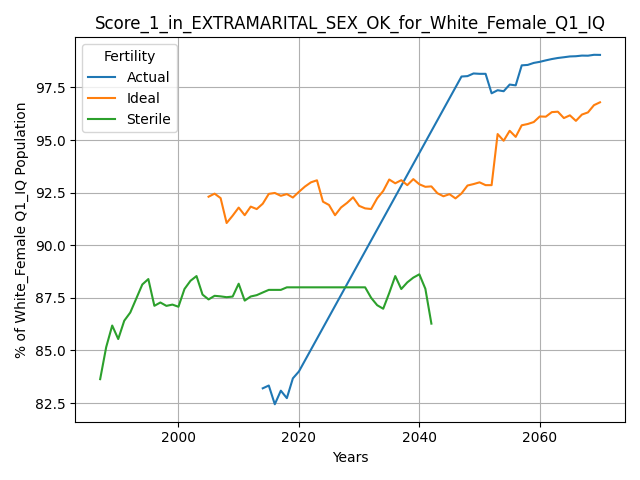 Score_1_in_EXTRAMARITAL_SEX_OK_for_White_Female_Q1_IQ
Fertility
Actual
Ideal
Sterile
% of White_Female Q1_IQ Population
97.5
95.0
92.5
90.0
87.5
85.0
82.5
2000
2020
2040
2060
Years